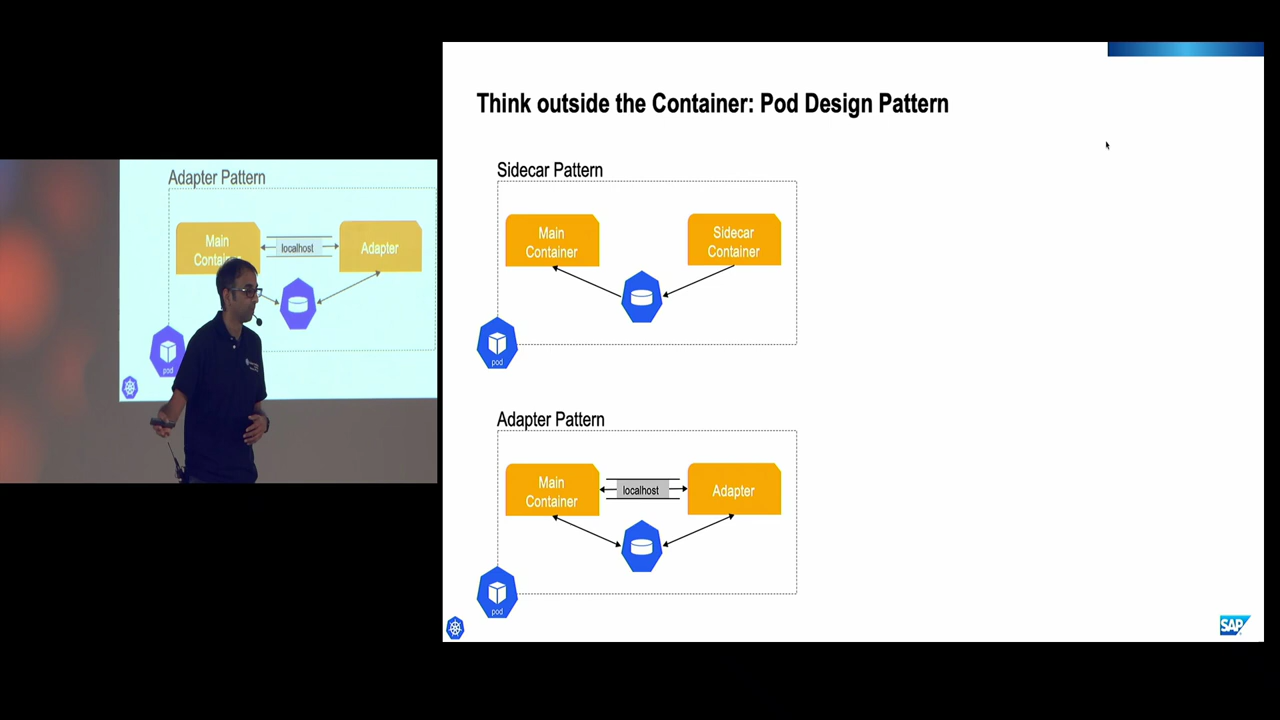 Adapter Pattern
Main
Container
localhost
Adapter
pod
Think outside the Container: Pod Design Pattern
Sidecar Pattern
Main
Container
Sidecar
Container
pod
Adapter Pattern
Main
Container
localhost
Adapter
pod
SAP